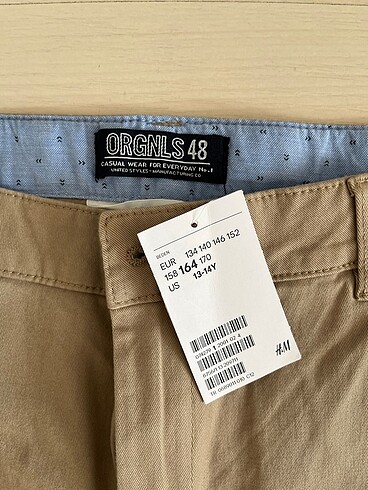 ORGNLS 48
CASUAL WEAR FOR EVERYDAY No.1
UNITED STYLES - MANUFACTURING CO
BEDEN
EUR 134 140 146 152
158 164 170
US 13-14Y
H&M